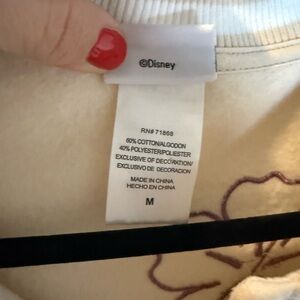 ©Disney
RN# 71868
60% COTTON/ALGODON
40% POLYESTER/POLIESTER
EXCLUSIVE OF DECORATION/
EXCLUSIVO DE DECORACION
MADE IN CHINA
HECHO EN CHINA
M